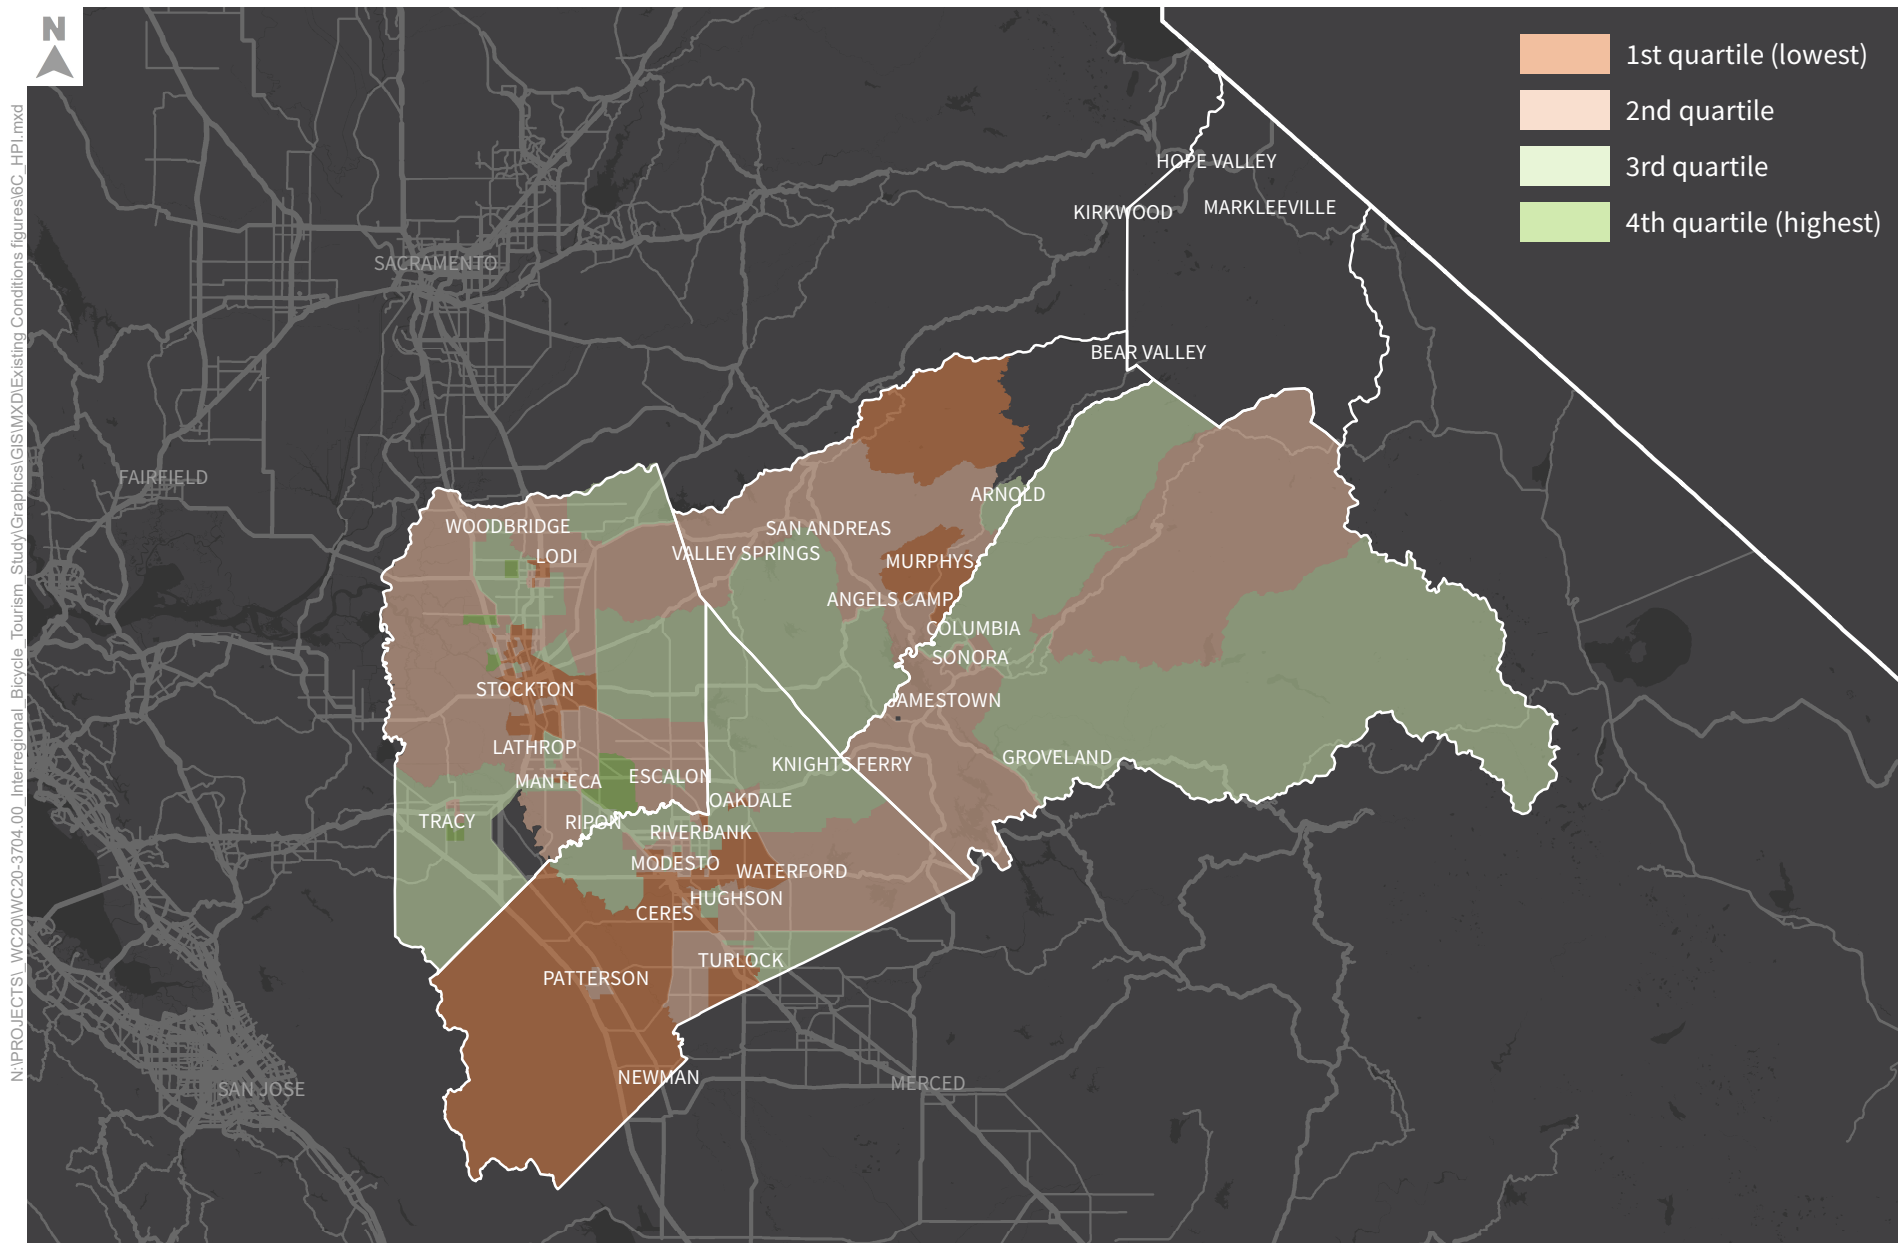 N
1st quartile (lowest)
2nd quartile
3rd quartile
4th quartile (highest)
N:\PROJECTS\_WC20\WC20-3704.00_Interregional_Bicycle_Tourism_Study\Graphics\GIS\MXD\Existing Conditions figures\6C_HPI.mxd
HOPE VALLEY
KIRKWOOD
MARKLEEVILLE
SACRAMENTO
BEAR VALLEY
FAIRFIELD
ARNOLD
WOODBRIDGE
SAN ANDREAS
LODI
VALLEY SPRINGS
MURPHYS
ANGELS CAMP
COLUMBIA
SONORA
STOCKTON
JAMESTOWN
LATHROP
GROVELAND
KNIGHTS FERRY
MANTECA
ESCALON
OAKDALE
TRACY
RIPON
RIVERBANK
MODESTO
WATERFORD
HUGHSON
CERES
TURLOCK
PATTERSON
NEWMAN
MERCED
SAN JOSE